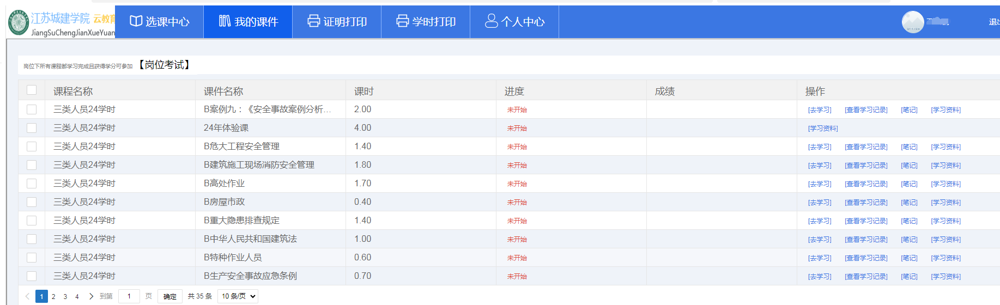 江苏城建学院 云教育
JiangSuChengJianXueYuan
选课中心 我的课件 证明打印 学时打印 个人中心
退出
岗位下所有课程都学习完成且获得学分可参加 【岗位考试】
课程名称 课件名称 课时 进度 成绩 操作
三类人员24学时 B案例九：《安全事故案例分析... 2.00 未开始 [去学习] [查看学习记录] [笔记] [学习资料]
三类人员24学时 24年体验课 4.00 未开始 [学习资料]
三类人员24学时 B危大工程安全管理 1.40 未开始 [去学习] [查看学习记录] [笔记] [学习资料]
三类人员24学时 B建筑施工现场消防安全管理 1.80 未开始 [去学习] [查看学习记录] [笔记] [学习资料]
三类人员24学时 B高处作业 1.70 未开始 [去学习] [查看学习记录] [笔记] [学习资料]
三类人员24学时 B房屋市政 0.40 未开始 [去学习] [查看学习记录] [笔记] [学习资料]
三类人员24学时 B重大隐患排查规定 1.40 未开始 [去学习] [查看学习记录] [笔记] [学习资料]
三类人员24学时 B中华人民共和国建筑法 1.00 未开始 [去学习] [查看学习记录] [笔记] [学习资料]
三类人员24学时 B特种作业人员 0.60 未开始 [去学习] [查看学习记录] [笔记] [学习资料]
三类人员24学时 B生产安全事故应急条例 0.70 未开始 [去学习] [查看学习记录] [笔记] [学习资料]
1 2 3 4 到第 1 页 确定 共 35 条 10 条/页